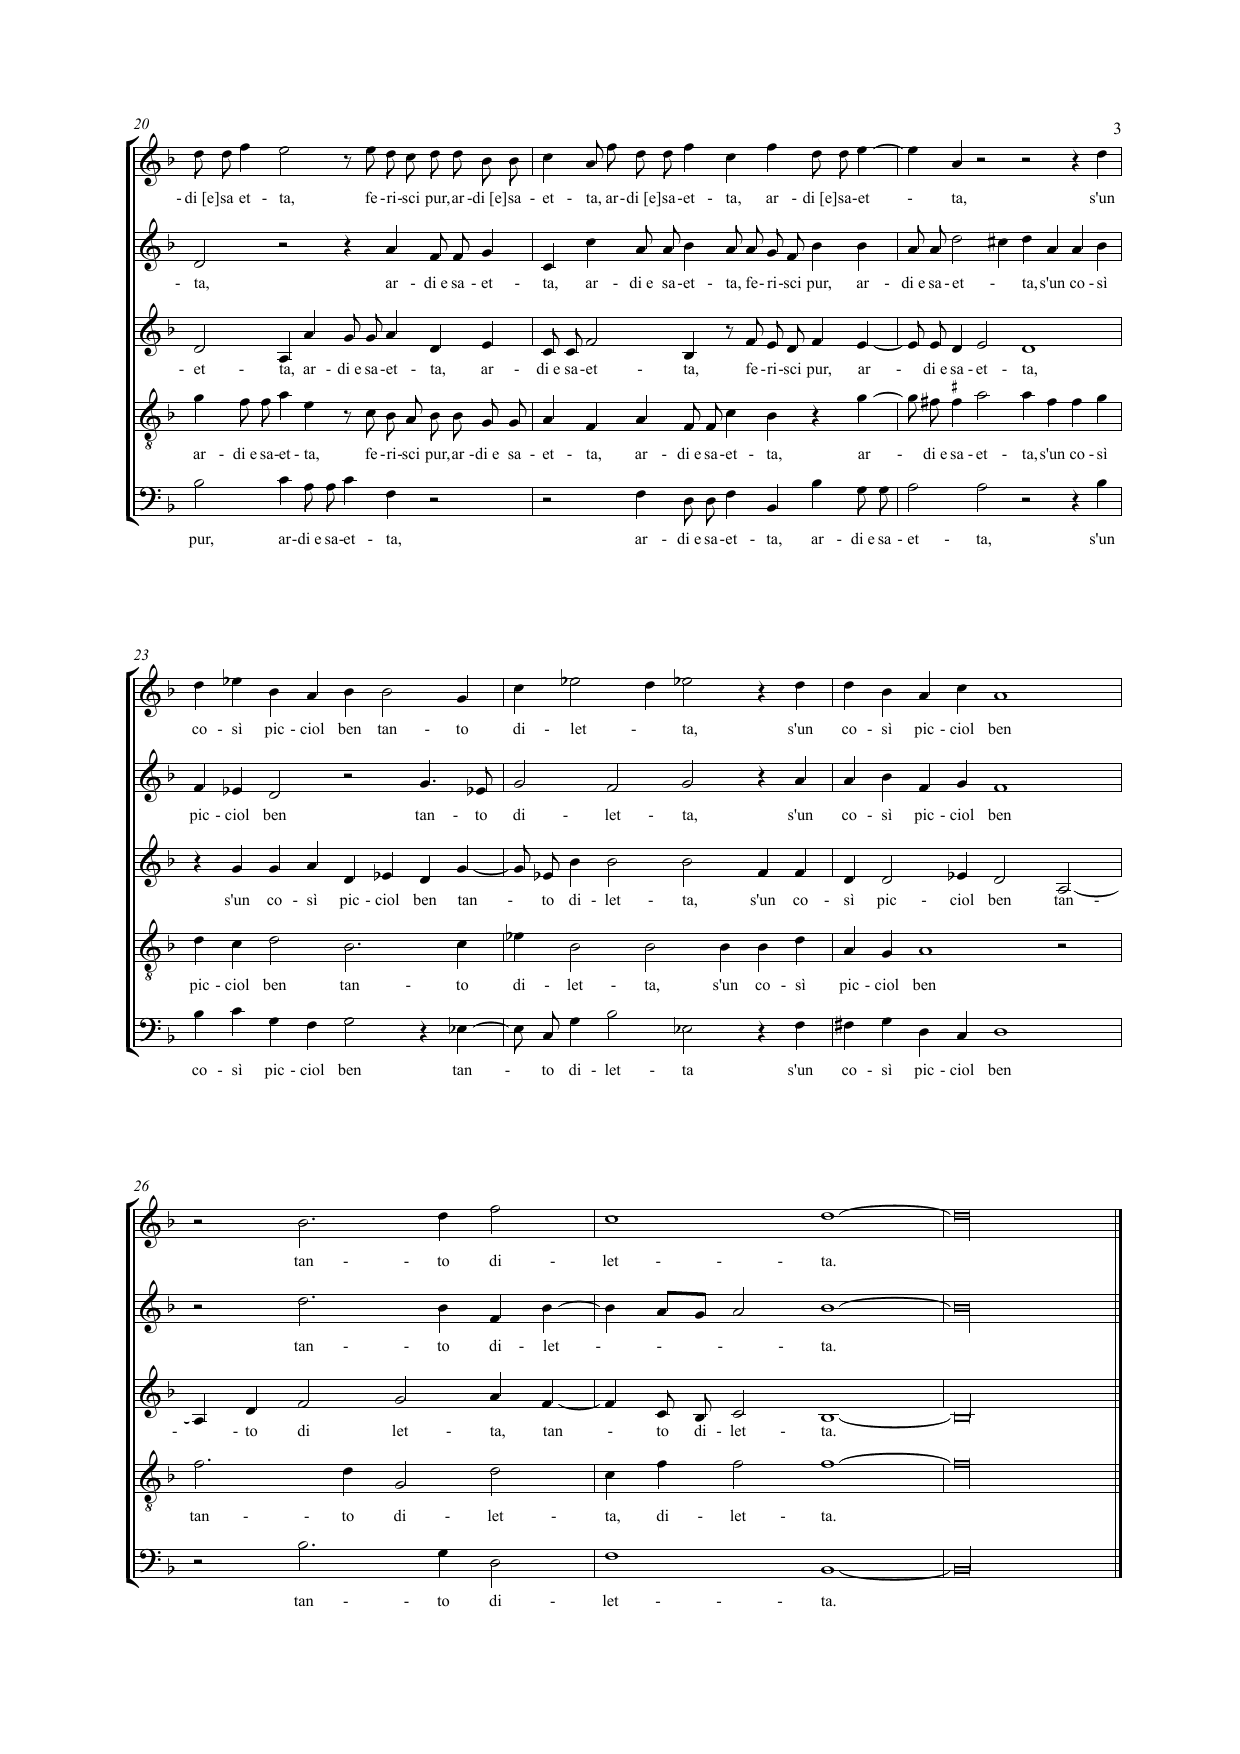 20
3
- di [e]sa et - ta, fe - ri - sci pur, ar - di [e]sa - et - ta, ar - di [e]sa - et - ta, ar - di [e]sa - et - ta, s'un
- ta, ar - di e sa - et - ta, ar - di e sa - et - ta, fe - ri - sci pur, ar - di e sa - et - ta, s'un co - sì
- et - ta, ar - di e sa - et - ta, ar - di e sa - et - ta, fe - ri - sci pur, ar - di e sa - et - ta,
ar - di e sa - et - ta, fe - ri - sci pur, ar - di e sa - et - ta, ar - di e sa - et - ta, ar - di e sa - et - ta, s'un co - sì
pur, ar - di e sa - et - ta, ar - di e sa - et - ta, ar - di e sa - et - ta, s'un
23
co - sì pic - ciol ben tan - to di - let - ta, s'un co - sì pic - ciol ben
pic - ciol ben tan - to di - let - ta, s'un co - sì pic - ciol ben
s'un co - sì pic - ciol ben tan - to di - let - ta, s'un co - sì pic - ciol ben tan -
pic - ciol ben tan - to di - let - ta, s'un co - sì pic - ciol ben
co - sì pic - ciol ben tan - to di - let - ta s'un co - sì pic - ciol ben
26
tan - - to di - let - - - ta.
tan - - to di - let - - - - ta.
- - to di let - ta, tan - to di - let - ta.
tan - - to di - let - ta, di - let - ta.
tan - - to di - let - - - ta.